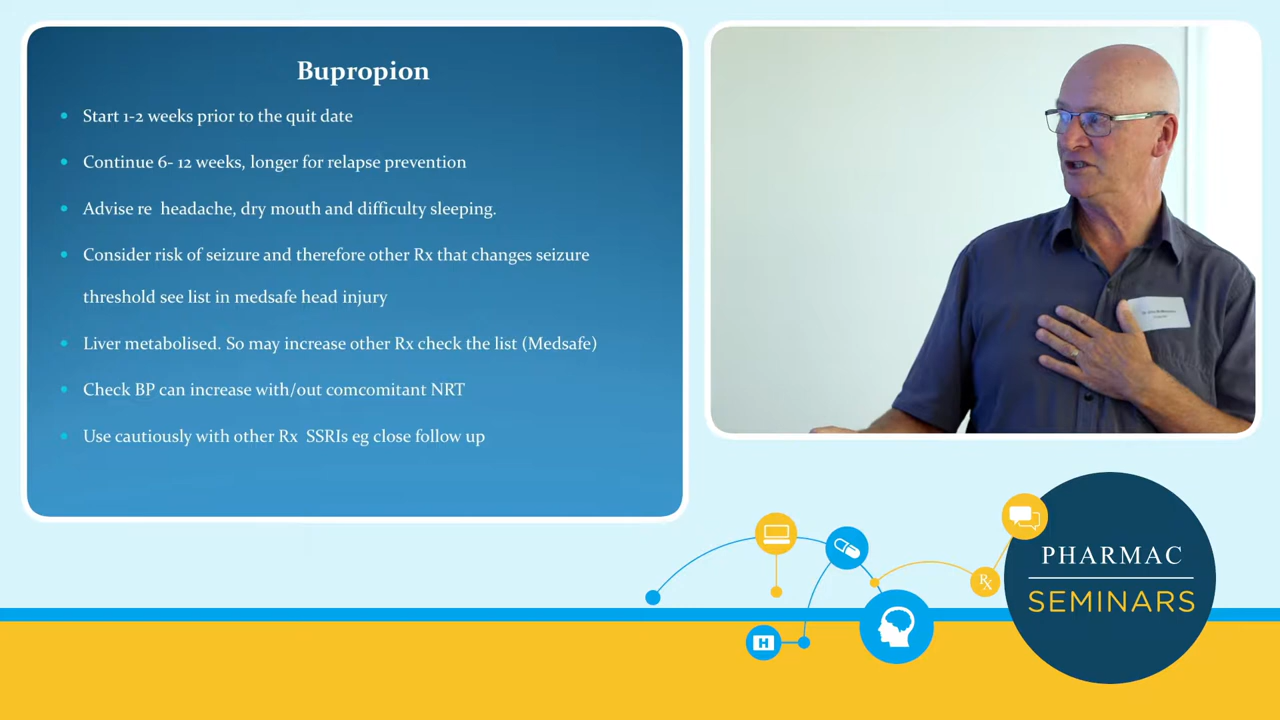 Bupropion
Start 1-2 weeks prior to the quit date
Continue 6- 12 weeks, longer for relapse prevention
Advise re headache, dry mouth and difficulty sleeping.
Consider risk of seizure and therefore other Rx that changes seizure
threshold see list in medsafe head injury
Liver metabolised. So may increase other Rx check the list (Medsafe)
Check BP can increase with/out comcomitant NRT
Use cautiously with other Rx SSRIs eg close follow up
Rx
H
PHARMAC
SEMINARS